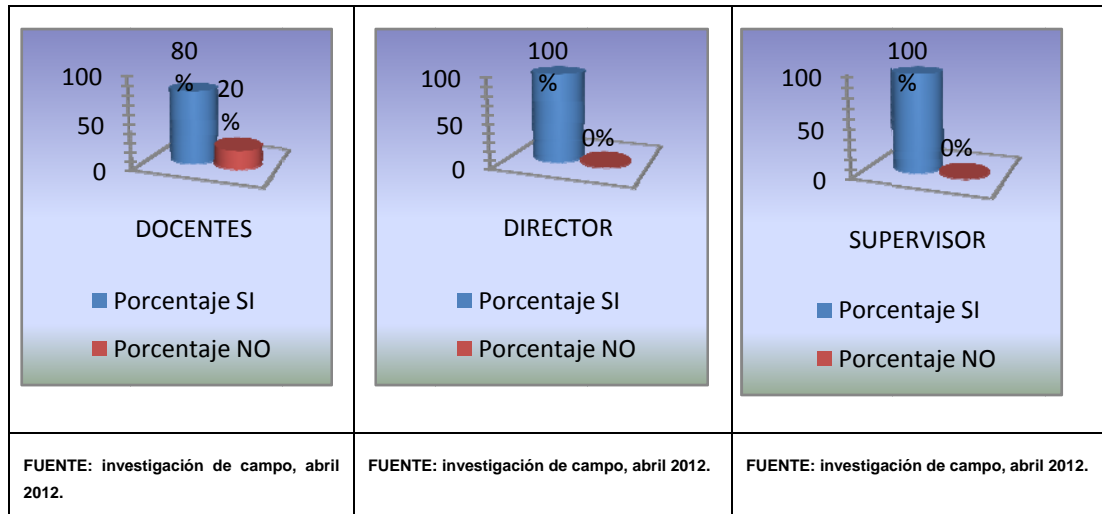 80
%
100
20
%
50
0
DOCENTES
Porcentaje SI
Porcentaje NO
100
%
100
50
0%
0
DIRECTOR
Porcentaje SI
Porcentaje NO
100
%
100
50
0%
0
SUPERVISOR
Porcentaje SI
Porcentaje NO
FUENTE: investigación de campo, abril
2012.
FUENTE: investigación de campo, abril 2012.
FUENTE: investigación de campo, abril 2012.